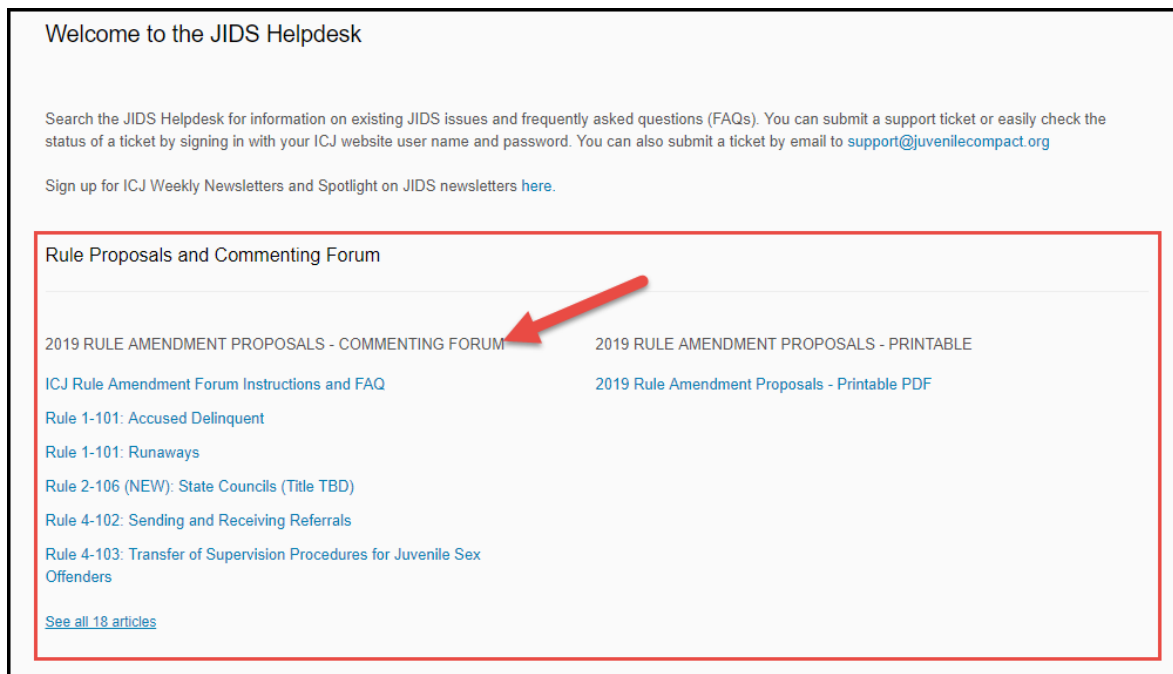 Welcome to the JIDS Helpdesk
Search the JIDS Helpdesk for information on existing JIDS issues and frequently asked questions (FAQs). You can submit a support ticket or easily check the
status of a ticket by signing in with your ICJ website user name and password. You can also submit a ticket by email to support@juvenilecompact.org
Sign up for ICJ Weekly Newsletters and Spotlight on JIDS newsletters here.
Rule Proposals and Commenting Forum
2019 RULE AMENDMENT PROPOSALS - COMMENTING FORUM
ICJ Rule Amendment Forum Instructions and FAQ
Rule 1-101: Accused Delinquent
Rule 1-101: Runaways
Rule 2-106 (NEW): State Councils (Title TBD)
Rule 4-102: Sending and Receiving Referrals
Rule 4-103: Transfer of Supervision Procedures for Juvenile Sex
Offenders
See all 18 articles
2019 RULE AMENDMENT PROPOSALS - PRINTABLE
2019 Rule Amendment Proposals - Printable PDF